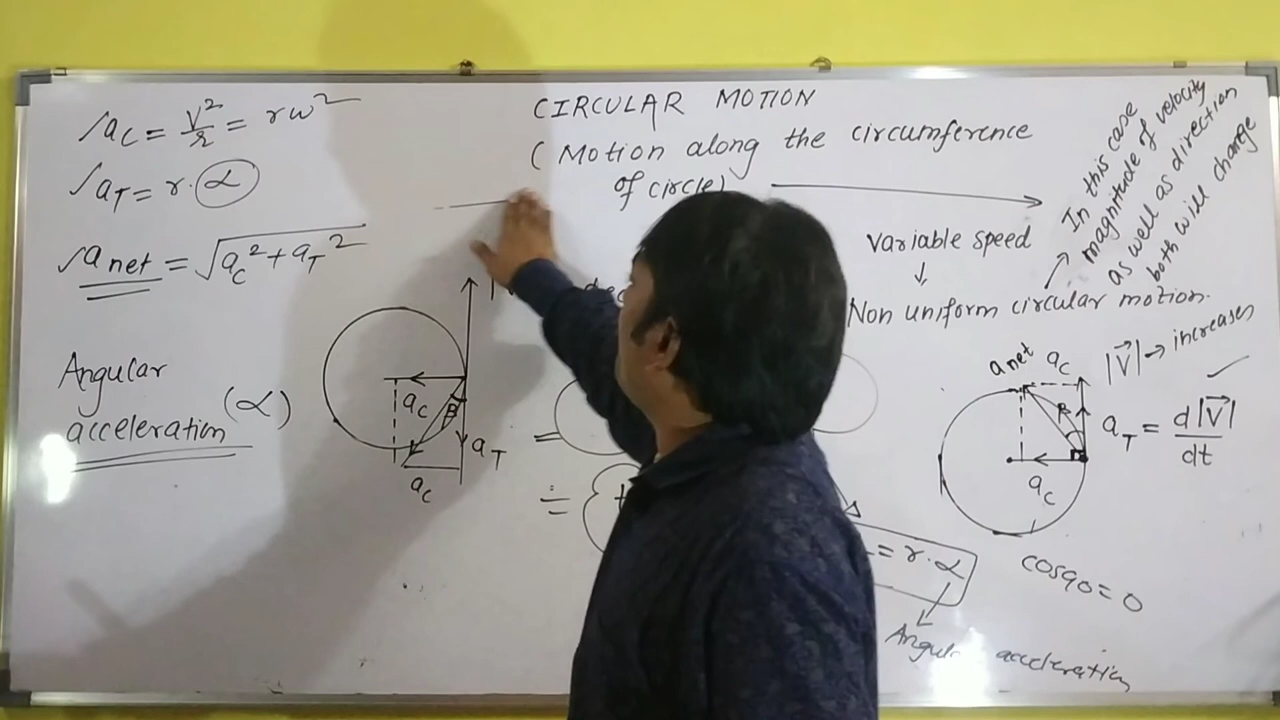 CIRCULAR MOTION
(Motion along the circumference
of circle)
a_C = V²/r = rω²
a_T = r.α
a_net = √(a_C² + a_T²)
Angular
acceleration (α)
a_C
β
a_T
a_C
Variable speed
↓
Non uniform circular motion.
In this case
magnitude of velocity
as well as direction
both will change
|V⃗| → increases
a_net
a_C
β
a_T = d|V⃗|/dt
a_C
= r.α
acceleration
cos90 = 0